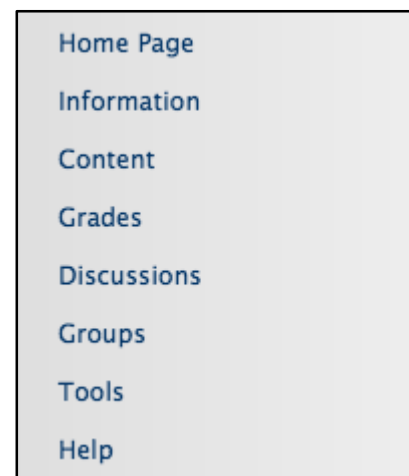 Home Page
Information
Content
Grades
Discussions
Groups
Tools
Help